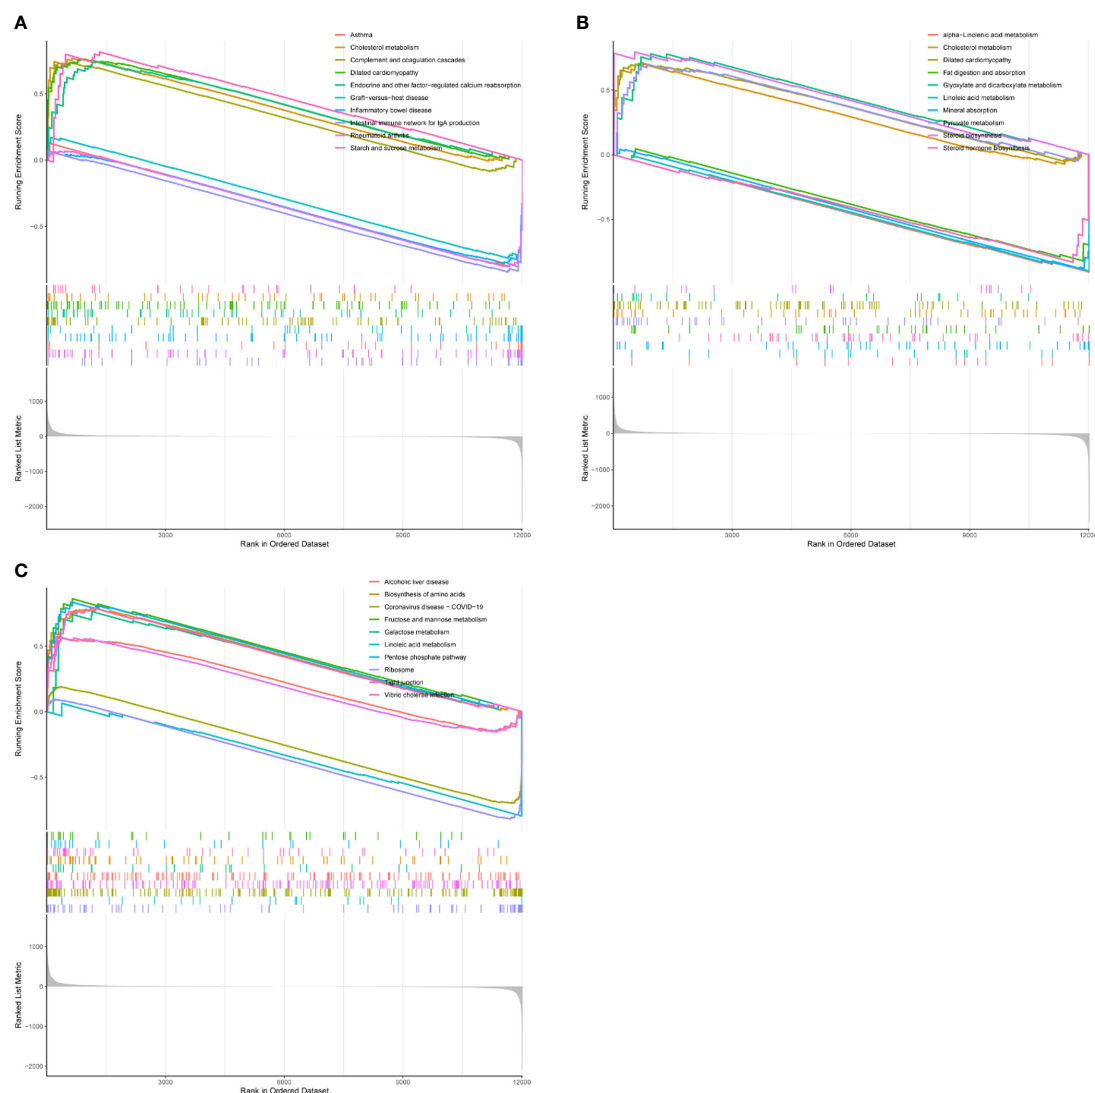 A
Asthma
Cholesterol metabolism
Complement and coagulation cascades
Dilated cardiomyopathy
Endocrine and other factor−regulated calcium reabsorption
Graft−versus−host disease
Inflammatory bowel disease
Intestinal immune network for IgA production
Rheumatoid arthritis
Starch and sucrose metabolism
Running Enrichment Score
0.5
0.0
−0.5
Ranked List Metric
1000
0
−1000
−2000
3000
6000
9000
12000
Rank in Ordered Dataset
B
alpha−Linolenic acid metabolism
Cholesterol metabolism
Dilated cardiomyopathy
Fat digestion and absorption
Glyoxylate and dicarboxylate metabolism
Linoleic acid metabolism
Mineral absorption
Pyruvate metabolism
Steroid biosynthesis
Steroid hormone biosynthesis
Running Enrichment Score
0.5
0.0
−0.5
Ranked List Metric
1000
0
−1000
−2000
3000
6000
9000
12000
Rank in Ordered Dataset
C
Alcoholic liver disease
Biosynthesis of amino acids
Coronavirus disease − COVID−19
Fructose and mannose metabolism
Galactose metabolism
Linoleic acid metabolism
Pentose phosphate pathway
Ribosome
Tight junction
Vibrio cholerae infection
Running Enrichment Score
0.5
0.0
−0.5
Ranked List Metric
1000
0
−1000
−2000
3000
6000
9000
12000
Rank in Ordered Dataset